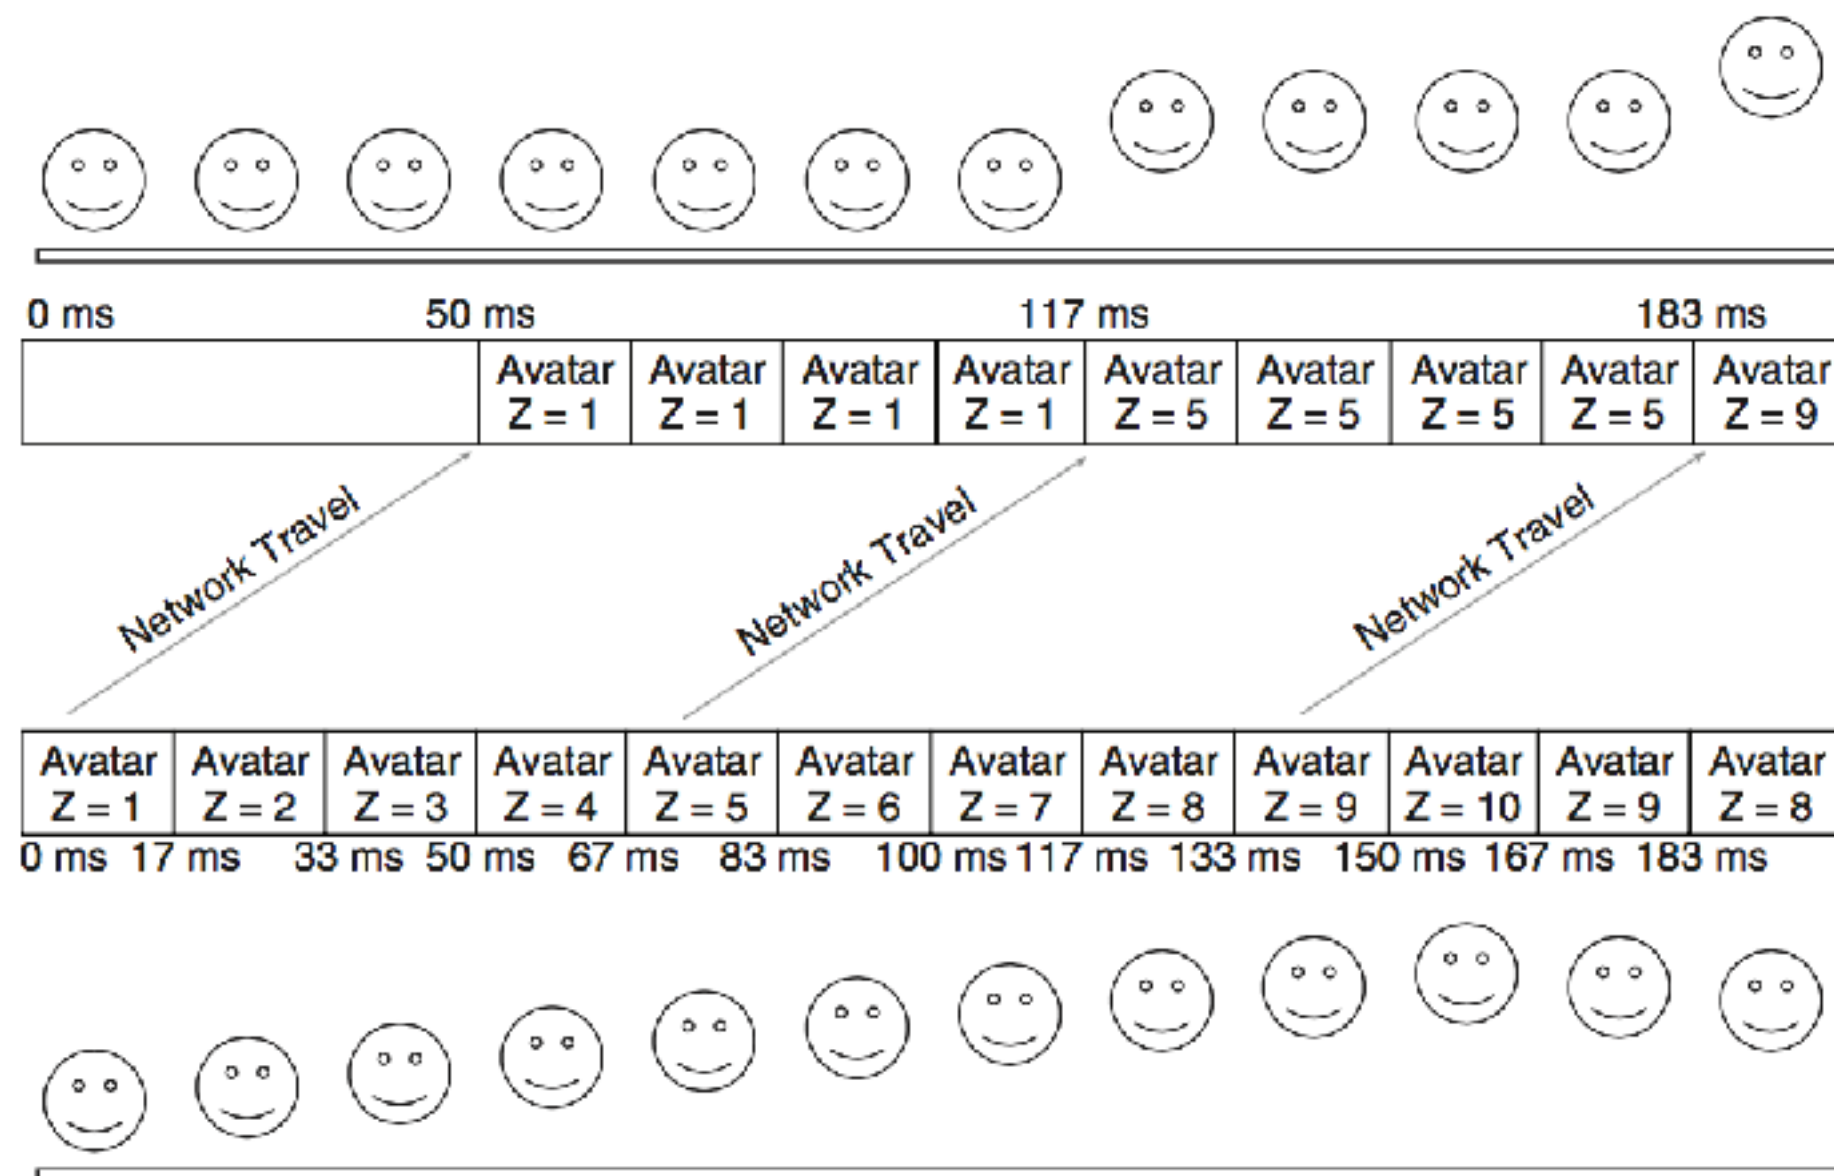 0 ms 50 ms 117 ms 183 ms
Avatar Avatar Avatar Avatar Avatar Avatar Avatar Avatar Avatar
Z = 1 Z = 1 Z = 1 Z = 1 Z = 5 Z = 5 Z = 5 Z = 5 Z = 9
Network Travel
Network Travel
Network Travel
Avatar Avatar Avatar Avatar Avatar Avatar Avatar Avatar Avatar Avatar Avatar Avatar
Z = 1 Z = 2 Z = 3 Z = 4 Z = 5 Z = 6 Z = 7 Z = 8 Z = 9 Z = 10 Z = 9 Z = 8
0 ms 17 ms 33 ms 50 ms 67 ms 83 ms 100 ms 117 ms 133 ms 150 ms 167 ms 183 ms